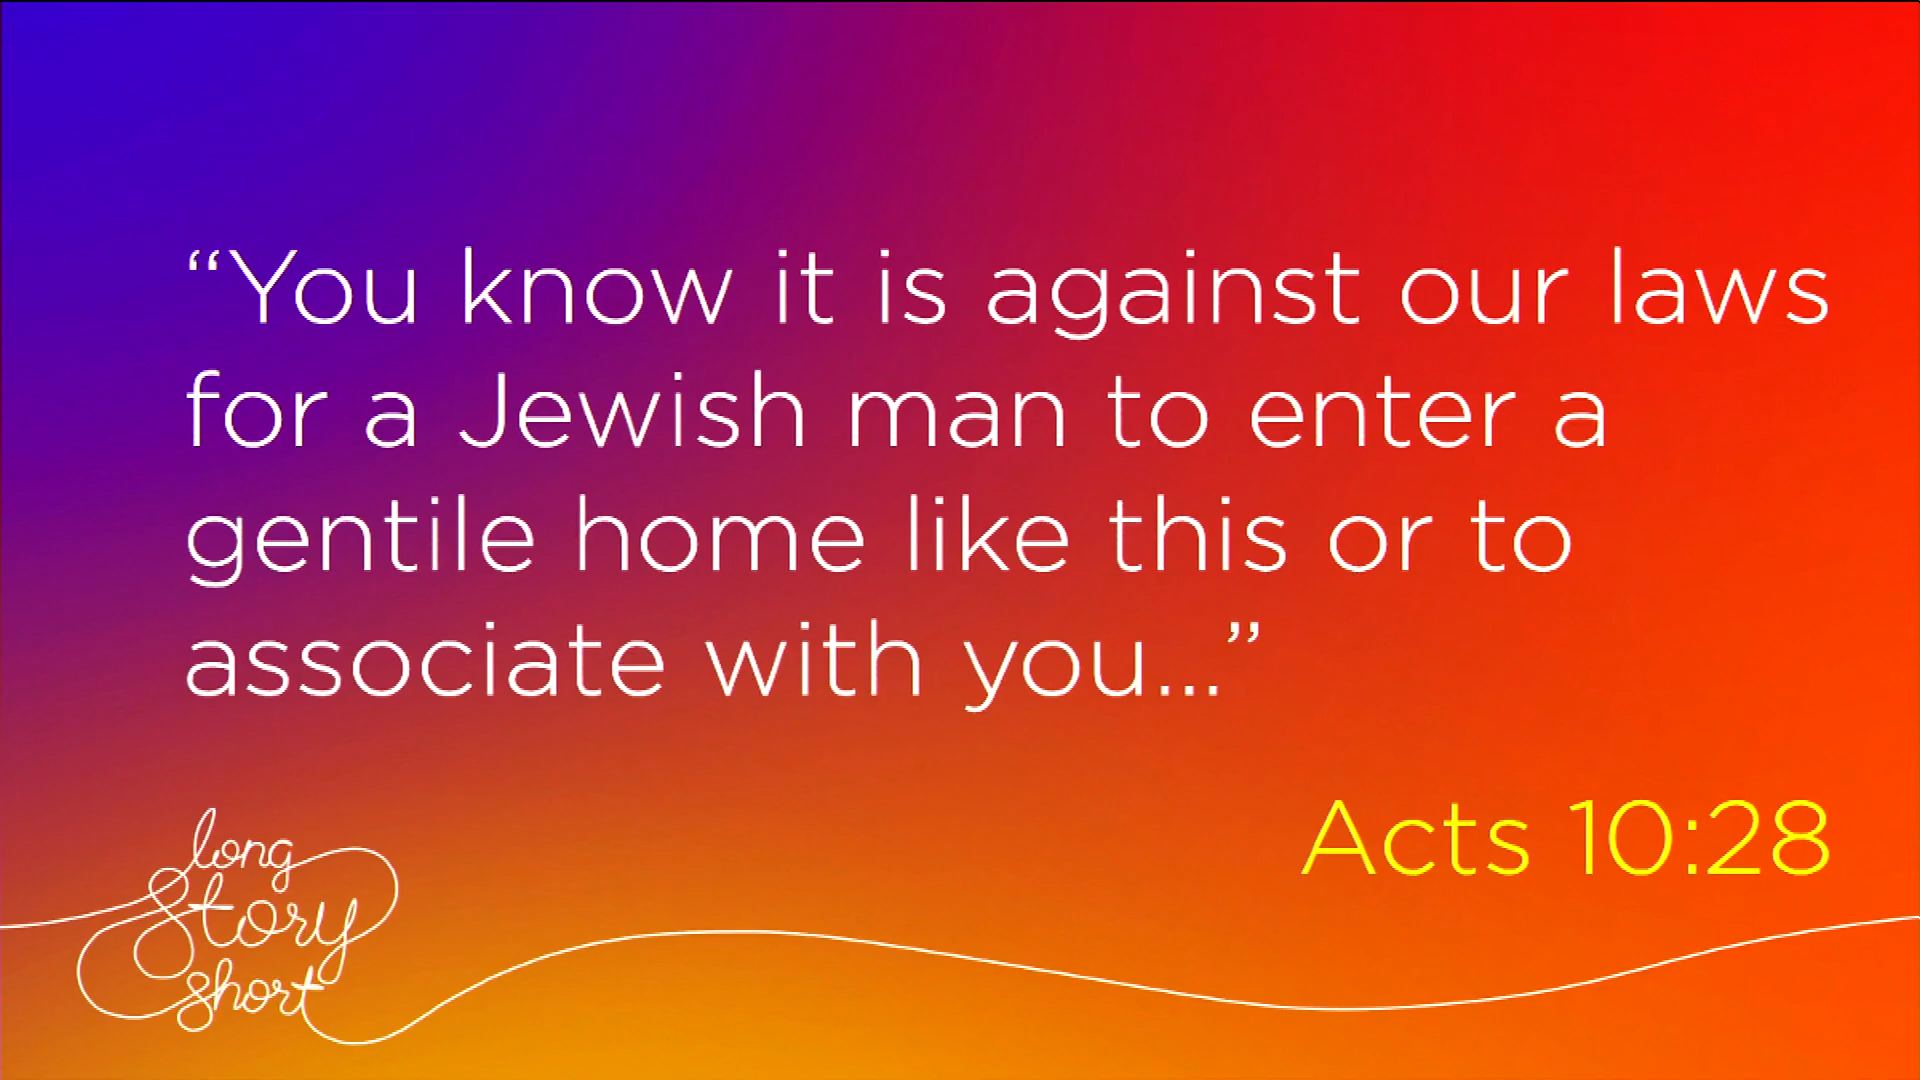 “You know it is against our laws
for a Jewish man to enter a
gentile home like this or to
associate with you...”
Acts 10:28
long
story
short